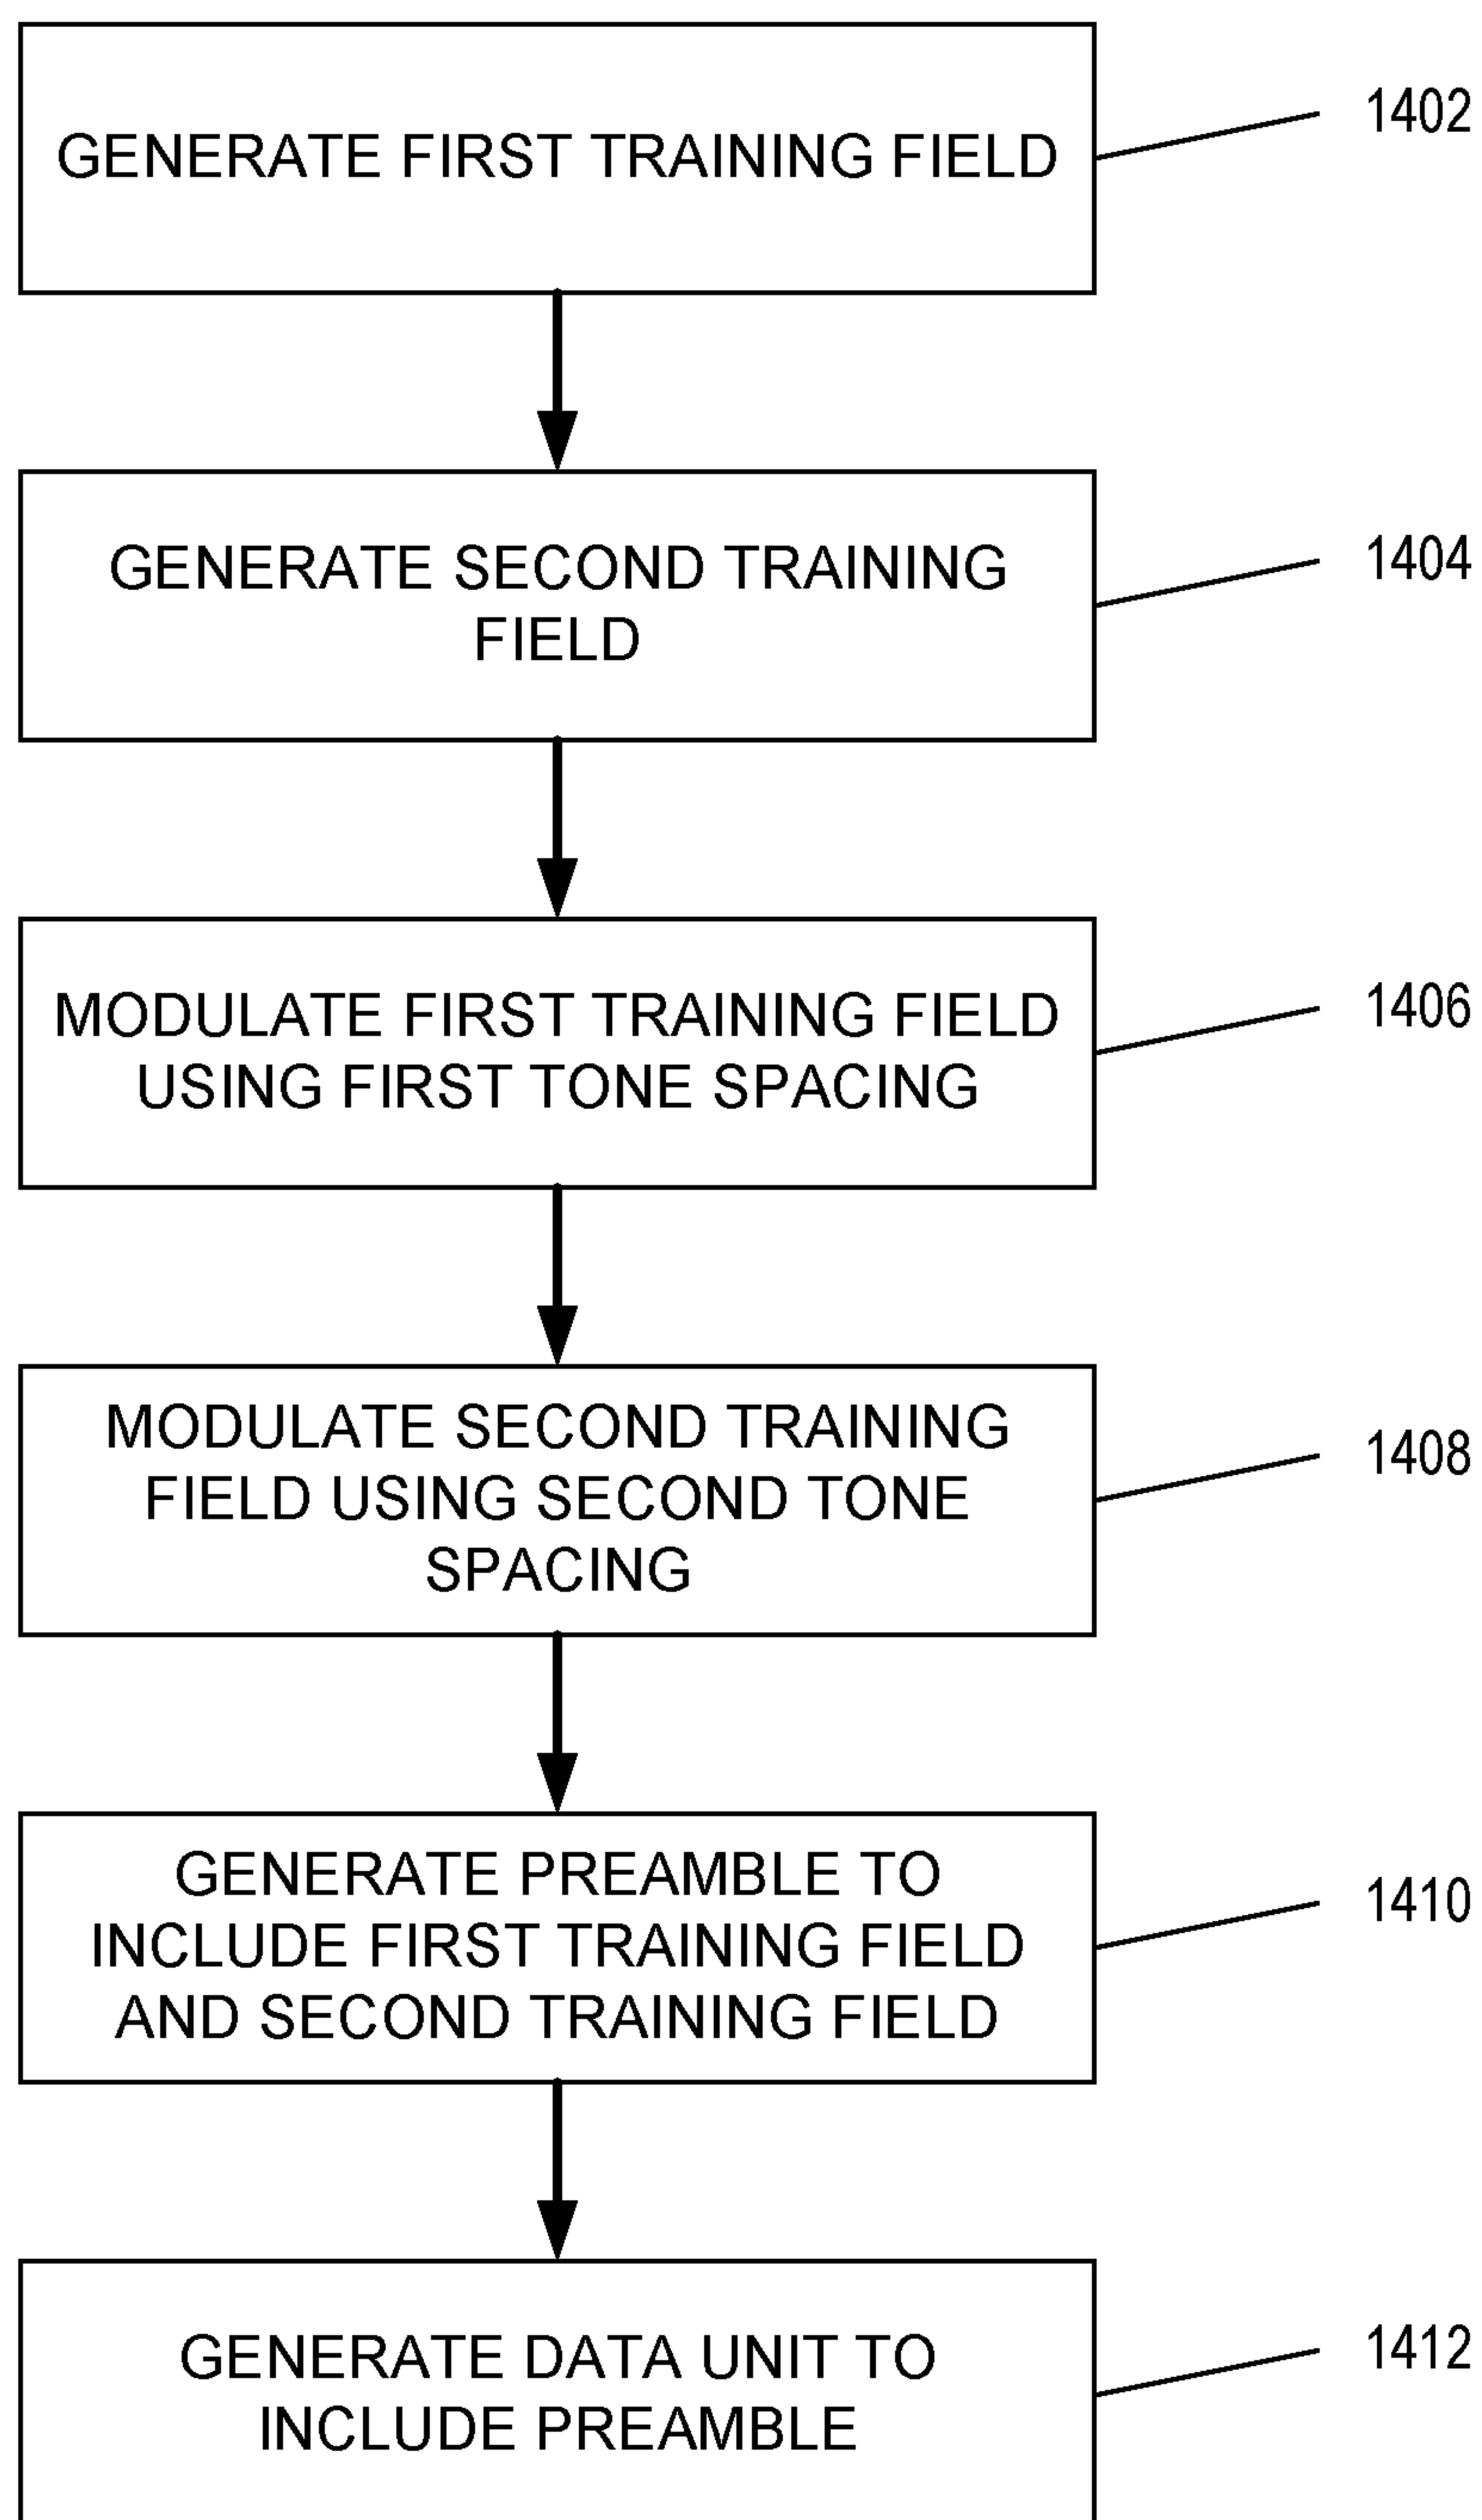 GENERATE FIRST TRAINING FIELD
1402
GENERATE SECOND TRAINING
FIELD
1404
MODULATE FIRST TRAINING FIELD
USING FIRST TONE SPACING
1406
MODULATE SECOND TRAINING
FIELD USING SECOND TONE
SPACING
1408
GENERATE PREAMBLE TO
INCLUDE FIRST TRAINING FIELD
AND SECOND TRAINING FIELD
1410
GENERATE DATA UNIT TO
INCLUDE PREAMBLE
1412